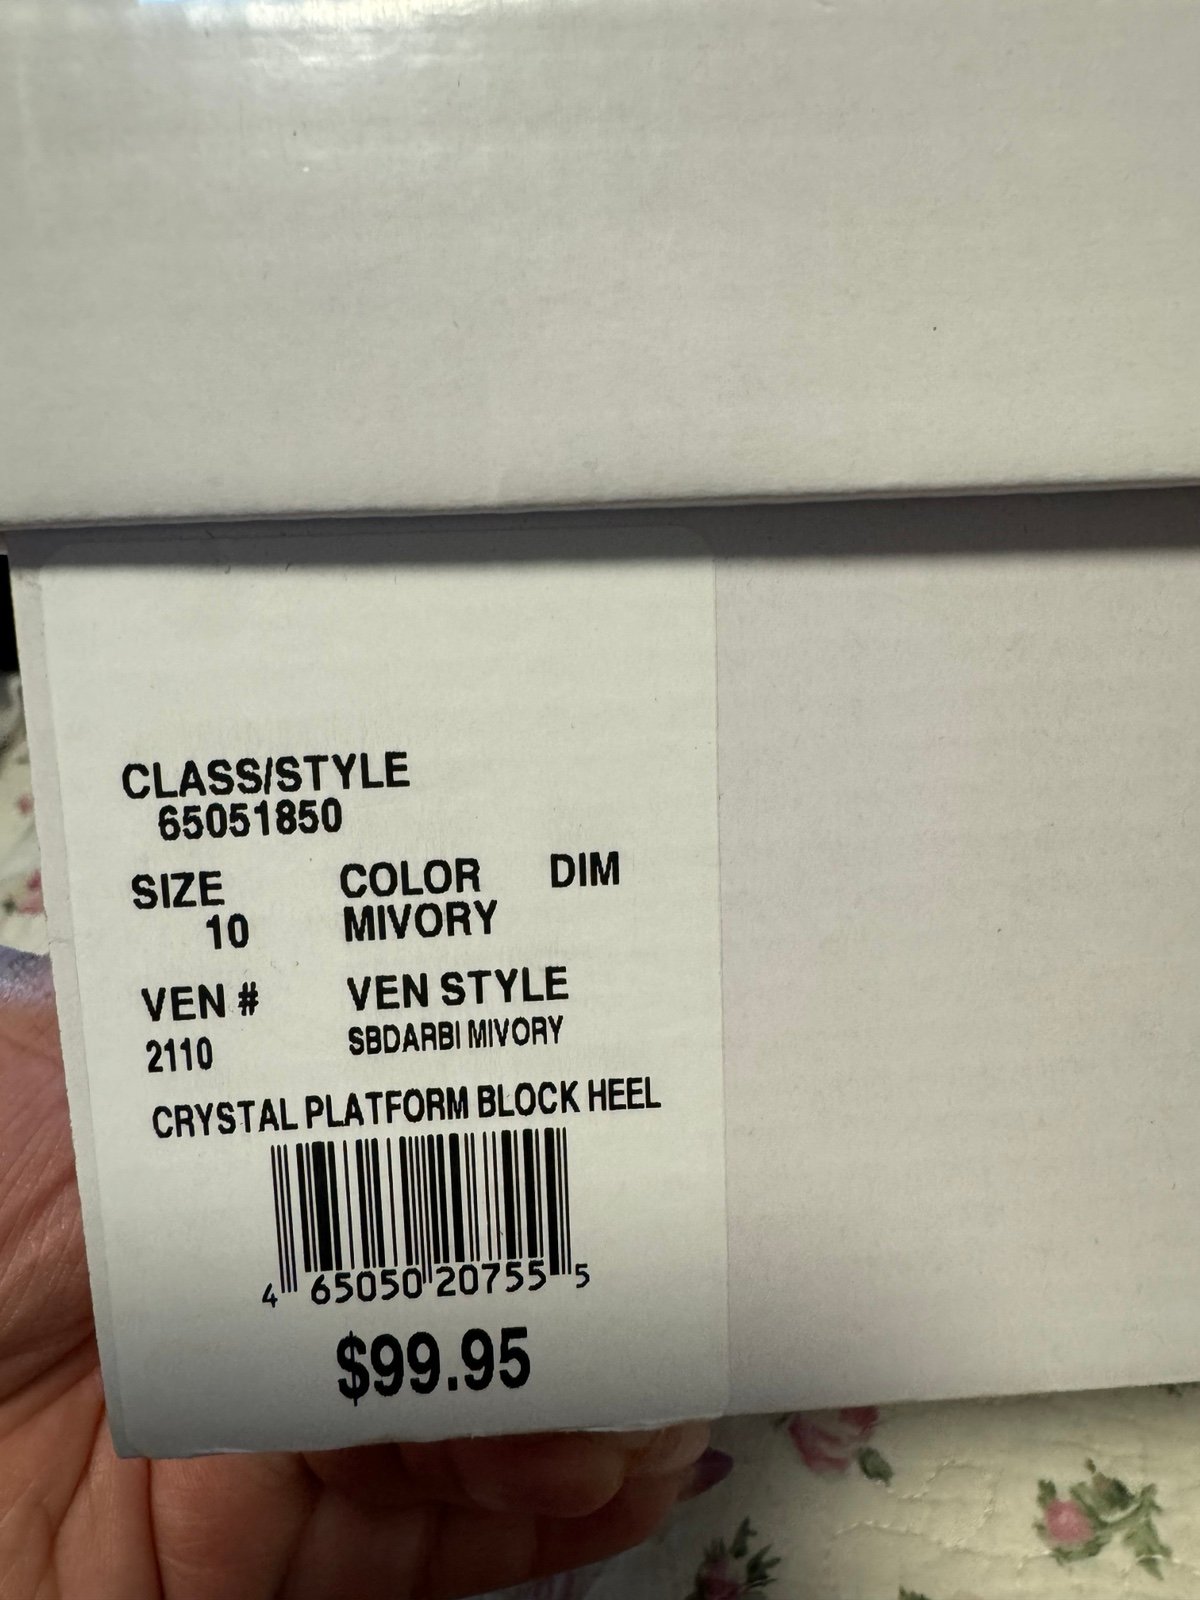 CLASS/STYLE
65051850
SIZE COLOR DIM
10 MIVORY
VEN # VEN STYLE
2110 SBDARBI MIVORY
CRYSTAL PLATFORM BLOCK HEEL
4 65050 20755 5
$99.95